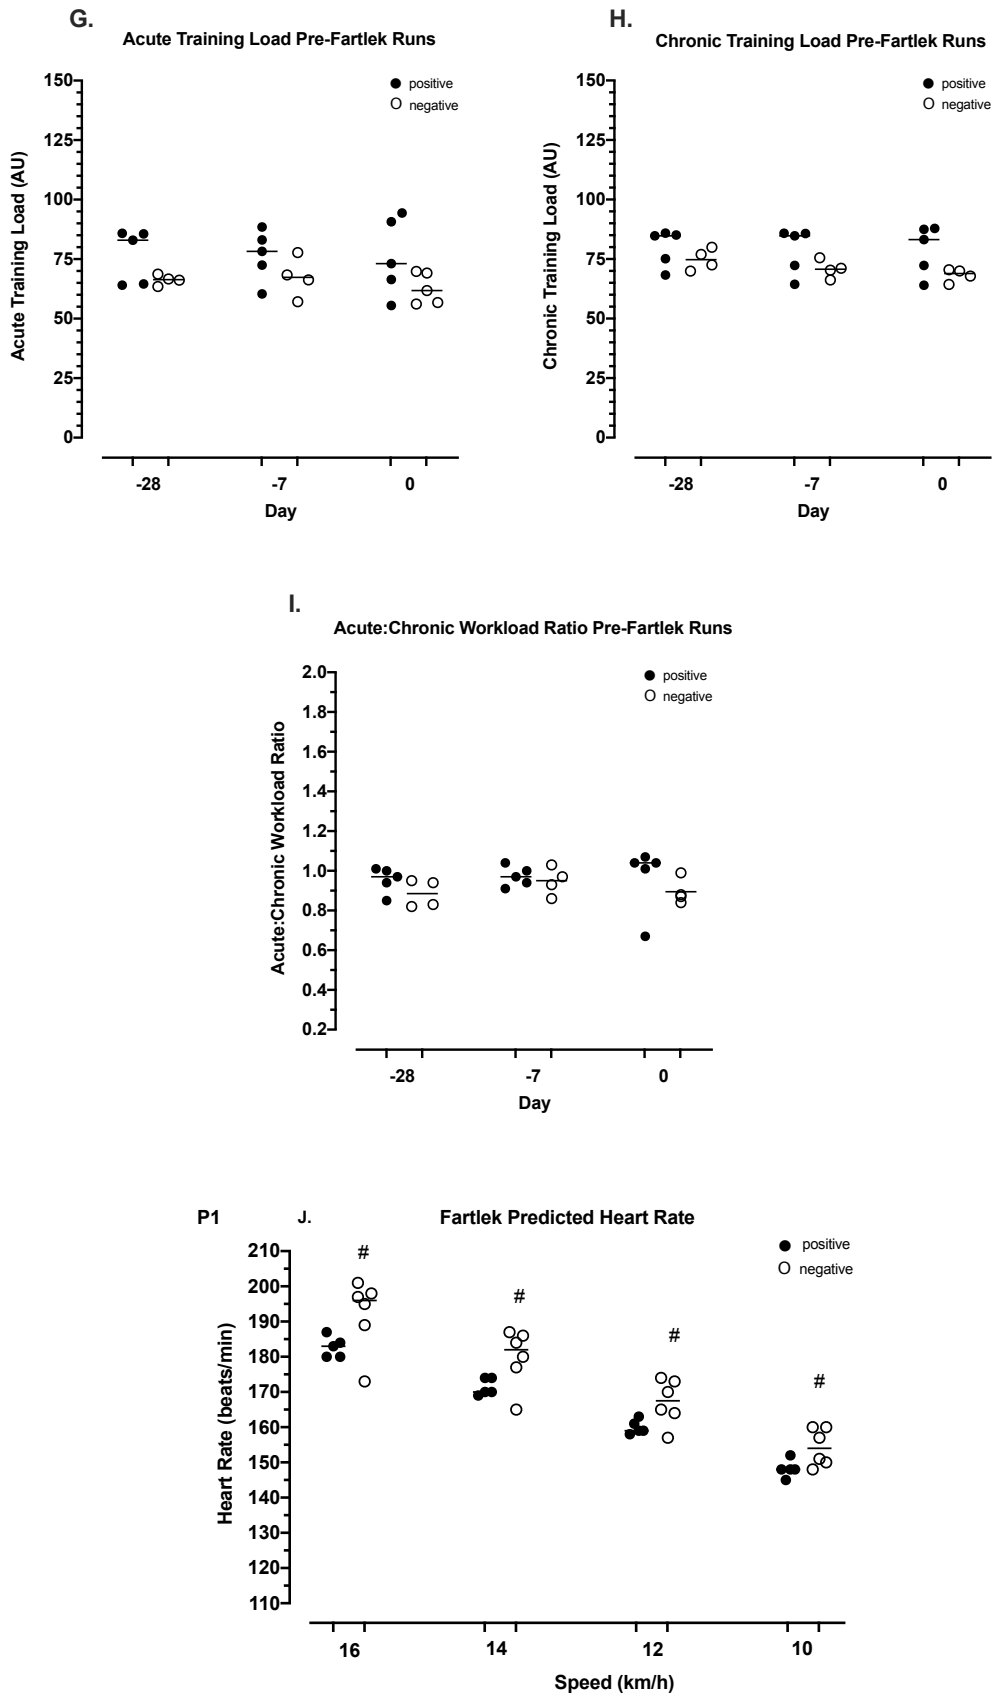 G.
Acute Training Load Pre-Fartlek Runs
positive
negative
Acute Training Load (AU)
150
125
100
75
50
25
0
-28 -7 0
Day
H.
Chronic Training Load Pre-Fartlek Runs
positive
negative
Chronic Training Load (AU)
150
125
100
75
50
25
0
-28 -7 0
Day
I.
Acute:Chronic Workload Ratio Pre-Fartlek Runs
positive
negative
Acute:Chronic Workload Ratio
2.0
1.8
1.6
1.4
1.2
1.0
0.8
0.6
0.4
0.2
-28 -7 0
Day
P1 J. Fartlek Predicted Heart Rate
positive
negative
Heart Rate (beats/min)
210
200
190
180
170
160
150
140
130
120
110
# # # #
16 14 12 10
Speed (km/h)